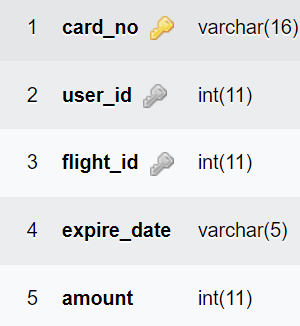 1 card_no varchar(16)
2 user_id int(11)
3 flight_id int(11)
4 expire_date varchar(5)
5 amount int(11)